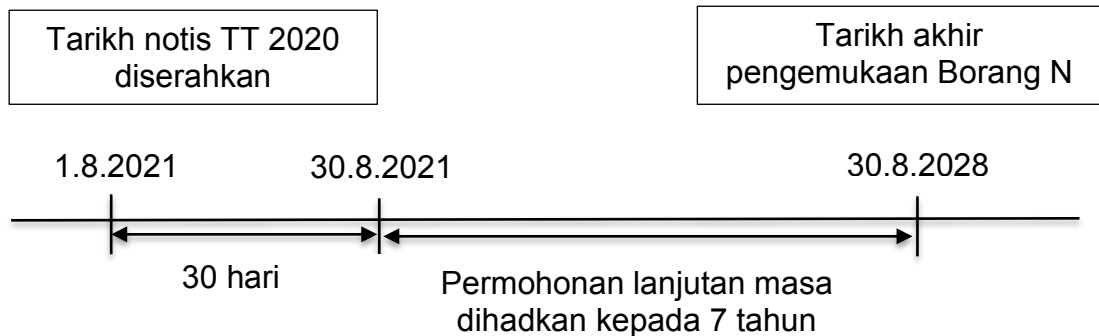 Tarikh notis TT 2020
diserahkan
Tarikh akhir
pengemukaan Borang N
1.8.2021
30.8.2021
30.8.2028
30 hari
Permohonan lanjutan masa
dihadkan kepada 7 tahun